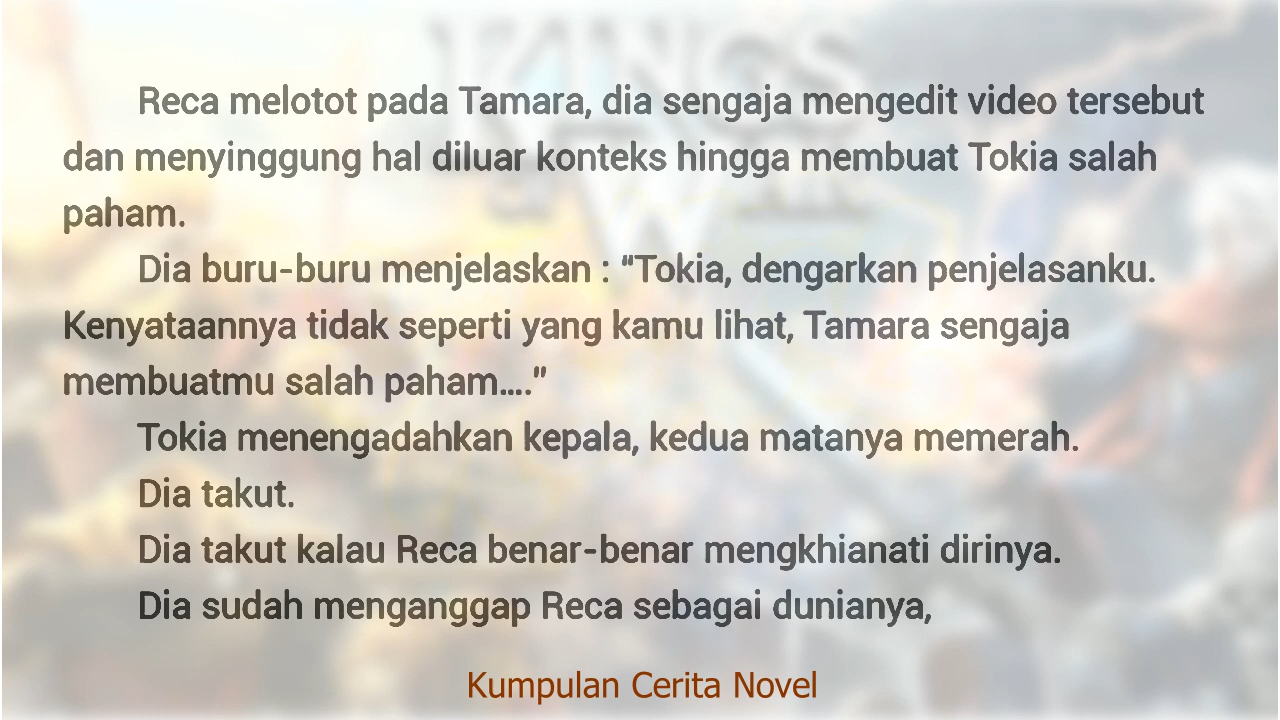 Reca melotot pada Tamara, dia sengaja mengedit video tersebut
dan menyinggung hal diluar konteks hingga membuat Tokia salah
paham.
Dia buru-buru menjelaskan : "Tokia, dengarkan penjelasanku.
Kenyataannya tidak seperti yang kamu lihat, Tamara sengaja
membuatmu salah paham...."
Tokia menengadahkan kepala, kedua matanya memerah.
Dia takut.
Dia takut kalau Reca benar-benar mengkhianati dirinya.
Dia sudah menganggap Reca sebagai dunianya,
Kumpulan Cerita Novel